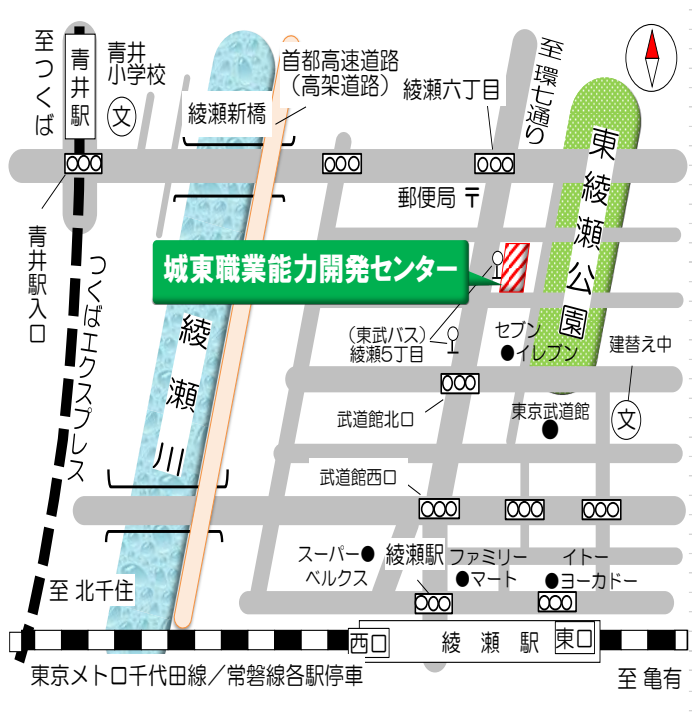 至つくば
青井駅
青井
小学校
文
首都高速道路
（高架道路）
綾瀬新橋
綾瀬六丁目
至 環七通り
東綾瀬公園
郵便局 〒
青井駅入口
つくばエクスプレス
城東職業能力開発センター
綾瀬川
（東武バス）
綾瀬5丁目
セブン
●イレブン
建替え中
文
武道館北口
東京武道館
武道館西口
スーパー●
ベルクス
綾瀬駅
ファミリー
●マート
イトー
●ヨーカドー
至 北千住
西口
綾瀬駅
東口
東京メトロ千代田線／常磐線各駅停車
至 亀有